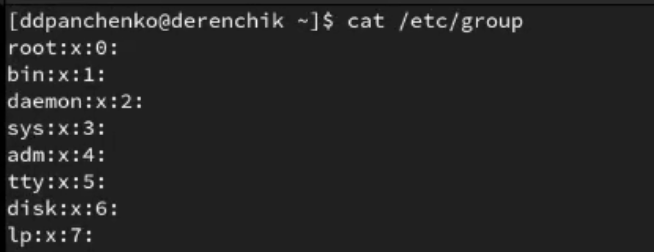 [ddpanchenko@derenchik ~]$ cat /etc/group
root:x:0:
bin:x:1:
daemon:x:2:
sys:x:3:
adm:x:4:
tty:x:5:
disk:x:6:
lp:x:7: